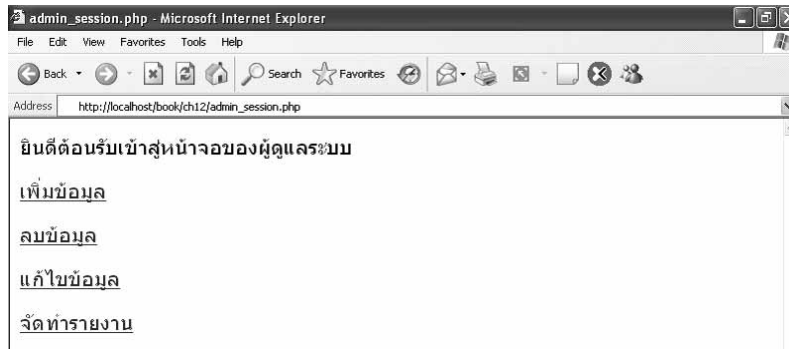 admin_session.php - Microsoft Internet Explorer
File Edit View Favorites Tools Help
Back Search Favorites
Address http://localhost/book/ch12/admin_session.php
ยินดีต้อนรับเข้าสู่หน้าจอของผู้ดูแลระบบ
เพิ่มข้อมูล
ลบข้อมูล
แก้ไขข้อมูล
จัดทำรายงาน